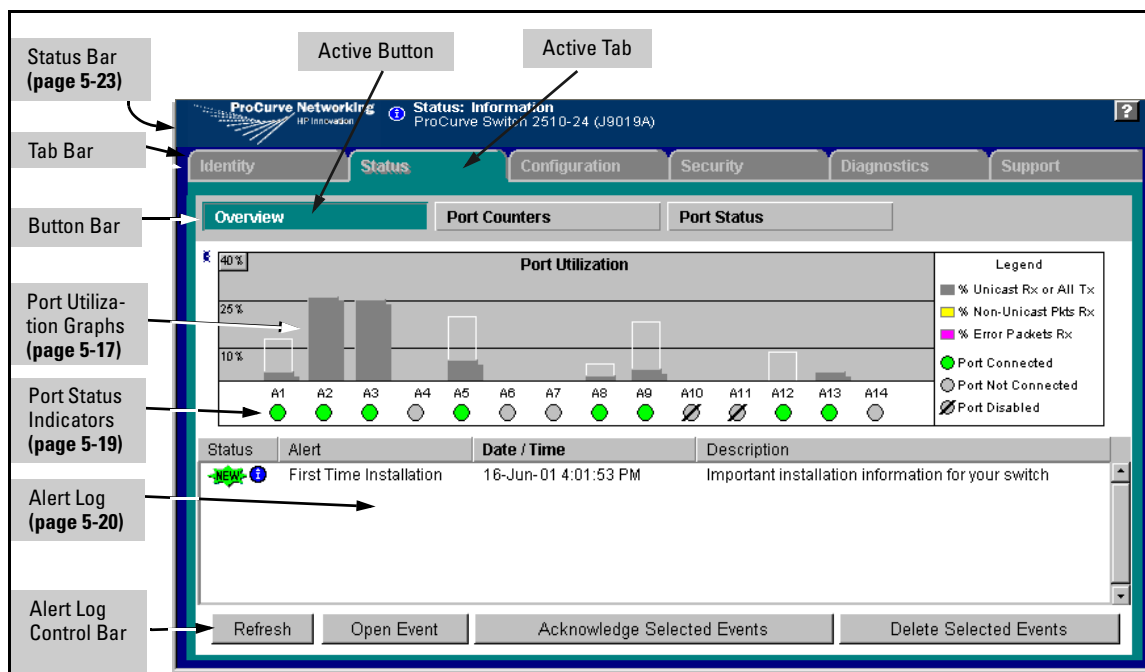 Active Button
Active Tab
Status Bar
(page 5-23)
ProCurve Networking
HP Innovation
Status: Information
ProCurve Switch 2510-24 (J9019A)
?
Tab Bar
Identity
Status
Configuration
Security
Diagnostics
Support
Button Bar
Overview
Port Counters
Port Status
40%
Port Utilization
25%
10%
Legend
% Unicast Rx or All Tx
% Non-Unicast Pkts Rx
% Error Packets Rx
Port Connected
Port Not Connected
Port Disabled
Port Utiliza-
tion Graphs
(page 5-17)
A1 A2 A3 A4 A5 A6 A7 A8 A9 A10 A11 A12 A13 A14
Port Status
Indicators
(page 5-19)
Status Alert Date / Time Description
NEW! First Time Installation 16-Jun-01 4:01:53 PM Important installation information for your switch
Alert Log
(page 5-20)
Alert Log
Control Bar
Refresh
Open Event
Acknowledge Selected Events
Delete Selected Events